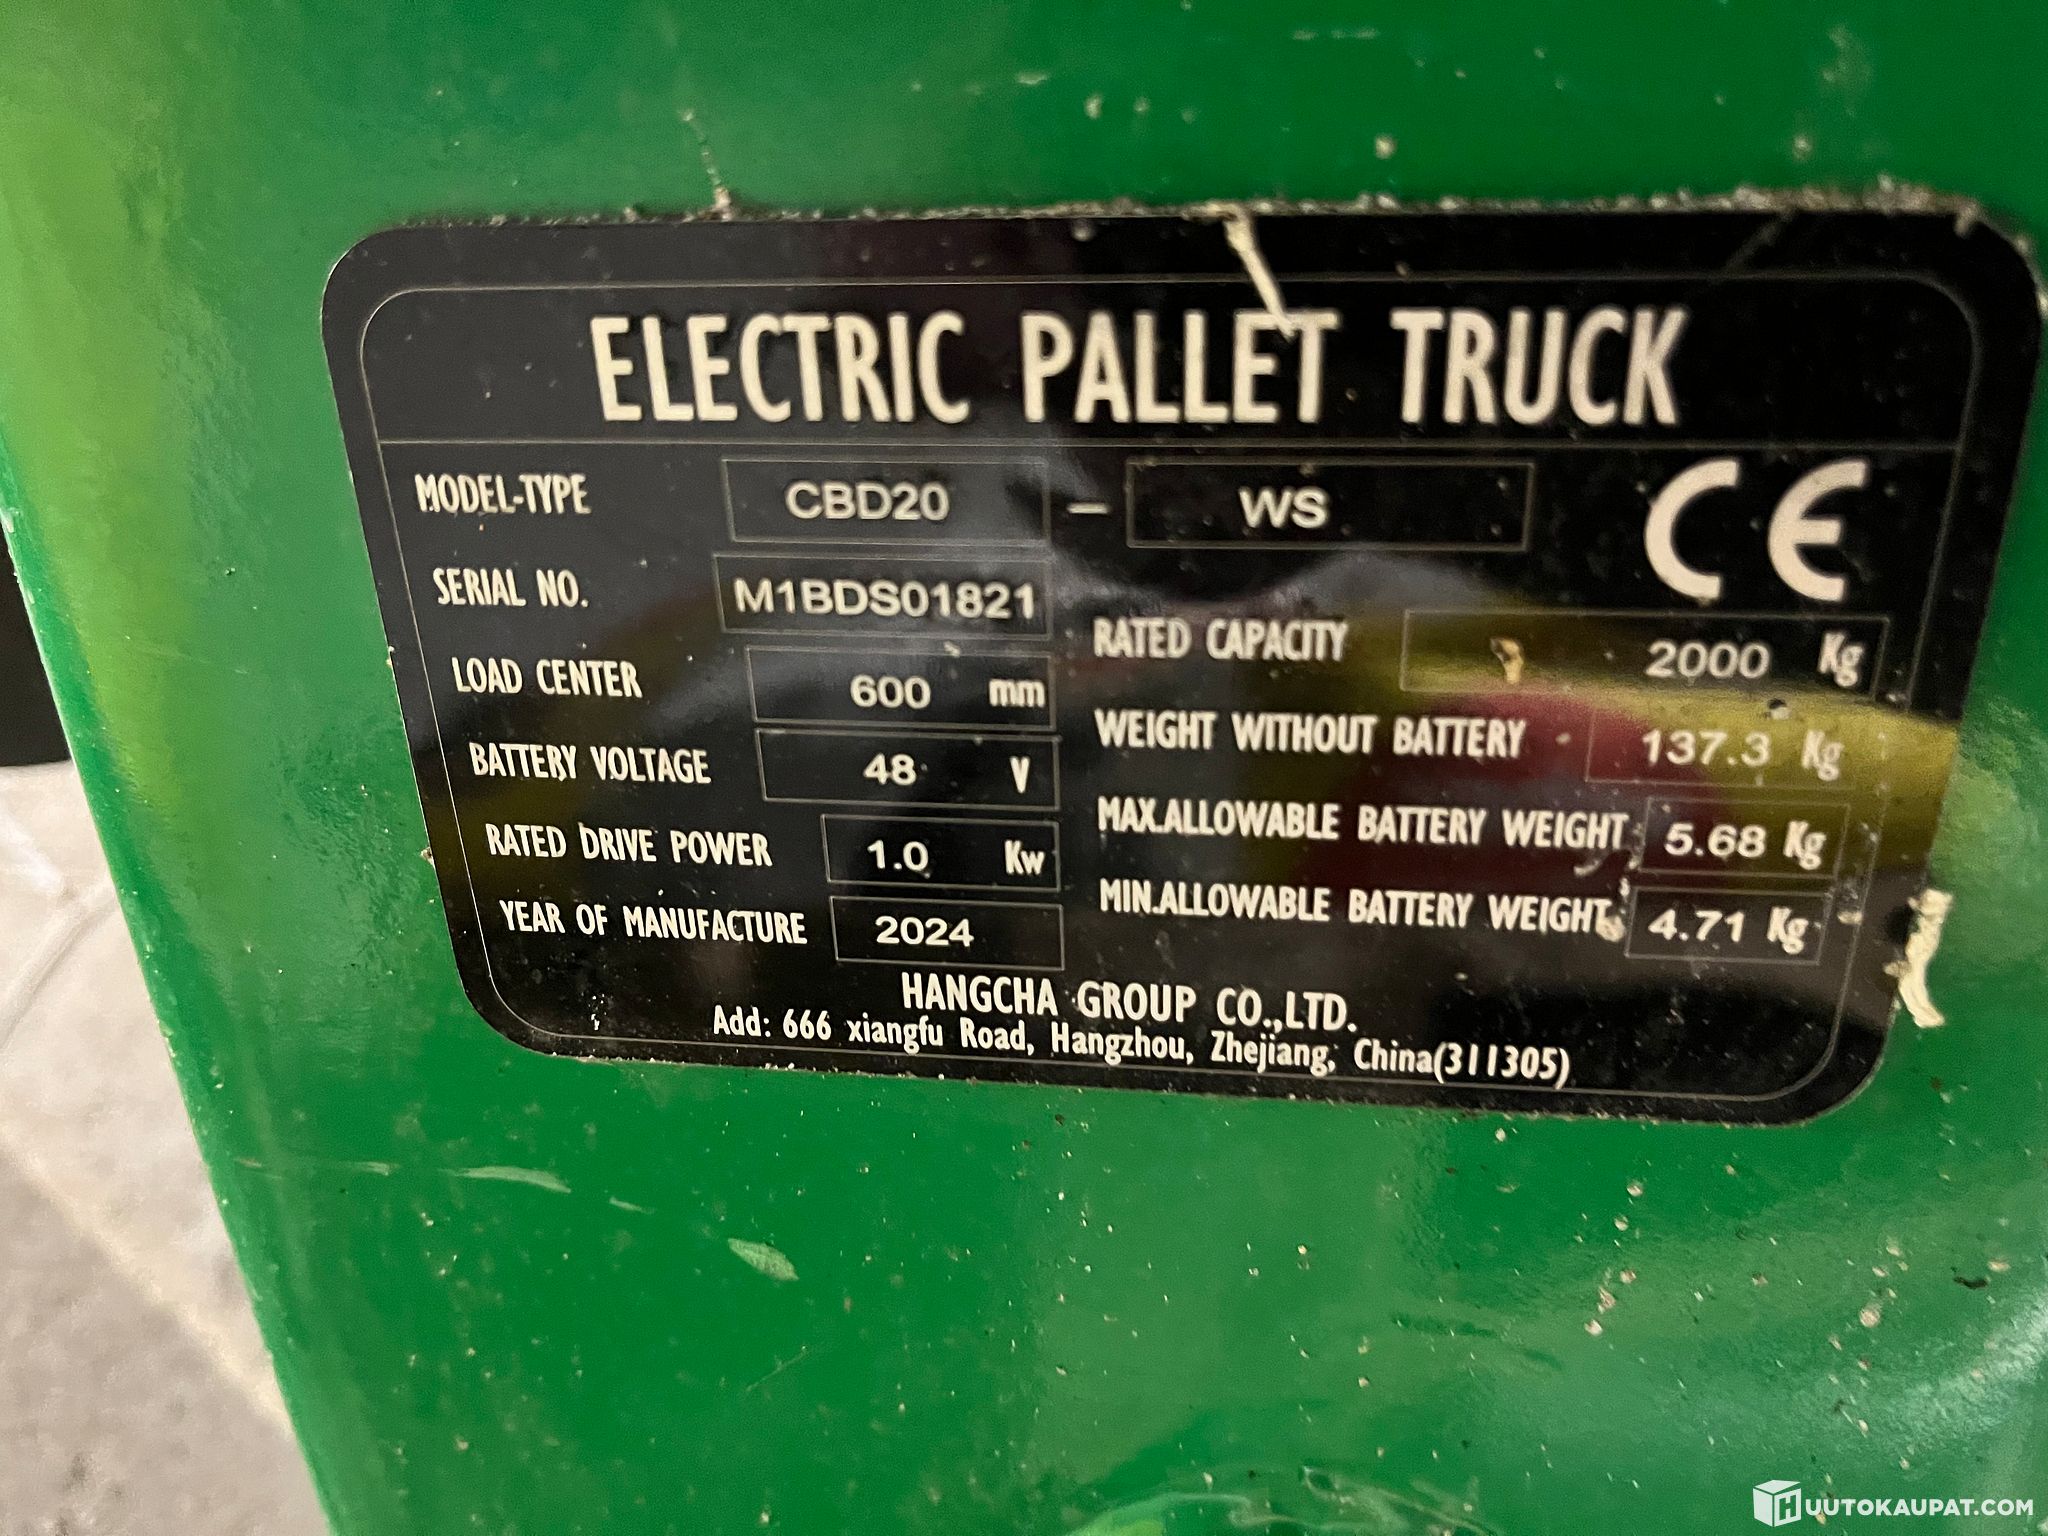 ELECTRIC PALLET TRUCK
MODEL-TYPE CBD20 – WS CE
SERIAL NO. M1BDS01821
RATED CAPACITY 2000 Kg
LOAD CENTER 600 mm
WEIGHT WITHOUT BATTERY 137.3 Kg
BATTERY VOLTAGE 48 V
MAX.ALLOWABLE BATTERY WEIGHT 5.68 Kg
RATED DRIVE POWER 1.0 Kw
MIN.ALLOWABLE BATTERY WEIGHT 4.71 Kg
YEAR OF MANUFACTURE 2024
HANGCHA GROUP CO.,LTD.
Add: 666 xiangfu Road, Hangzhou, Zhejiang, China(311305)
HUUTOKAUPAT.COM